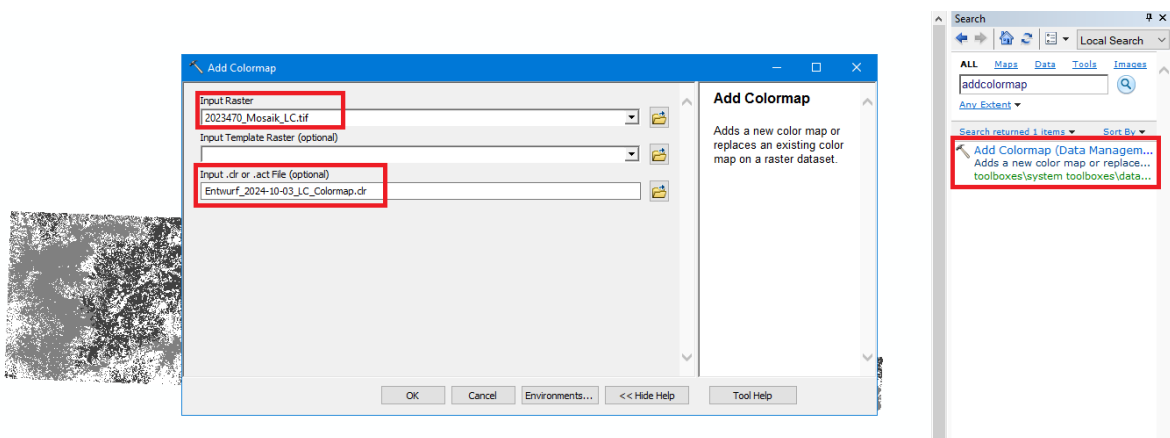 Add Colormap
Input Raster
2023470_Mosaik_LC.tif
Input Template Raster (optional)
Input .clr or .act File (optional)
Entwurf_2024-10-03_LC_Colormap.clr
OK
Cancel
Environments...
<< Hide Help
Add Colormap
Adds a new color map or
replaces an existing color
map on a raster dataset.
Tool Help
Search
Local Search
ALL Maps Data Tools Images
addcolormap
Any Extent
Search returned 1 items Sort By
Add Colormap (Data Managem...
Adds a new color map or replace...
toolboxes\system toolboxes\data...